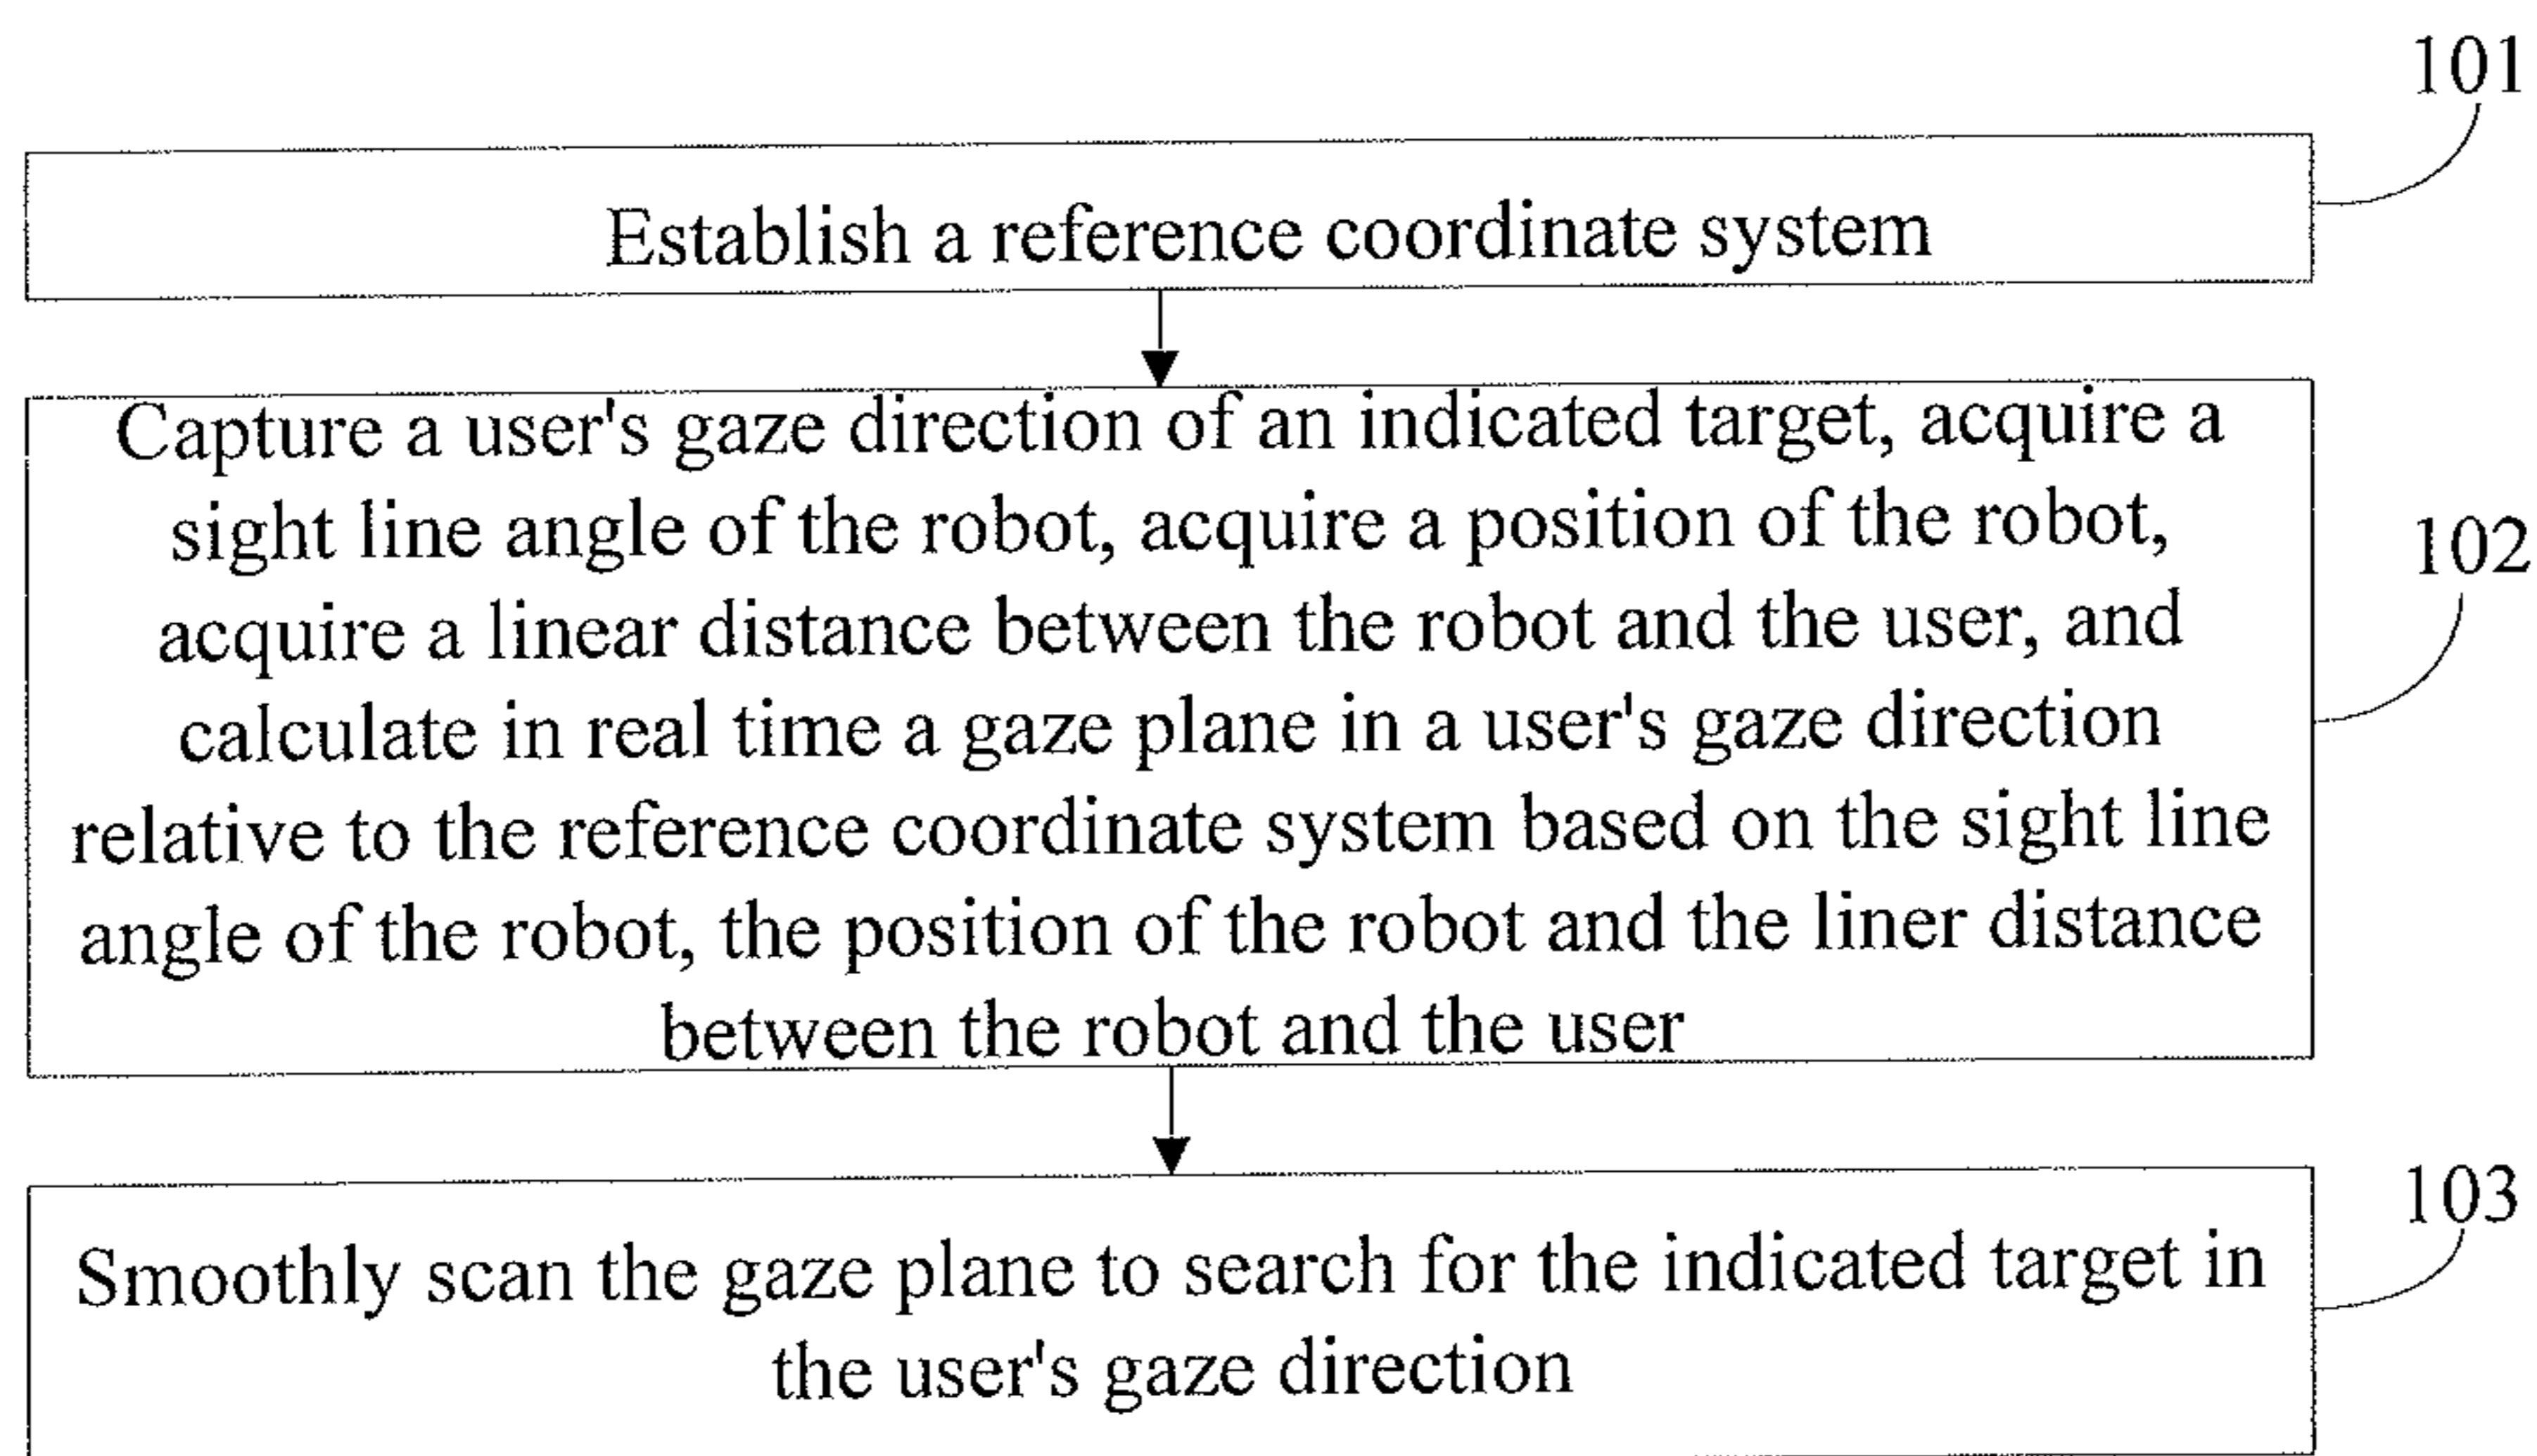 101
Establish a reference coordinate system
Capture a user's gaze direction of an indicated target, acquire a
sight line angle of the robot, acquire a position of the robot,
acquire a linear distance between the robot and the user, and
calculate in real time a gaze plane in a user's gaze direction
relative to the reference coordinate system based on the sight line
angle of the robot, the position of the robot and the liner distance
between the robot and the user
102
Smoothly scan the gaze plane to search for the indicated target in
the user's gaze direction
103